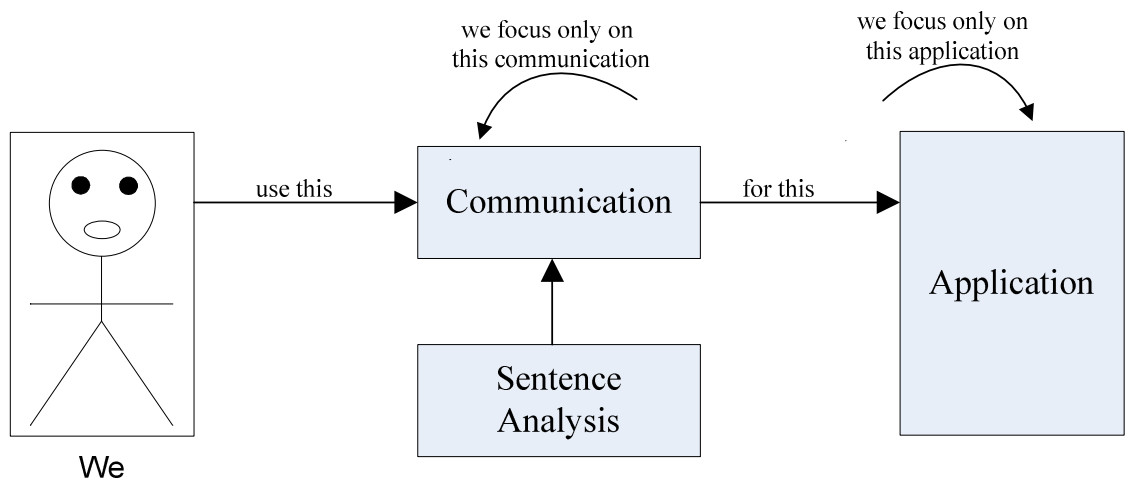 we focus only on
this communication
we focus only on
this application
use this
Communication
for this
Application
Sentence
Analysis
We